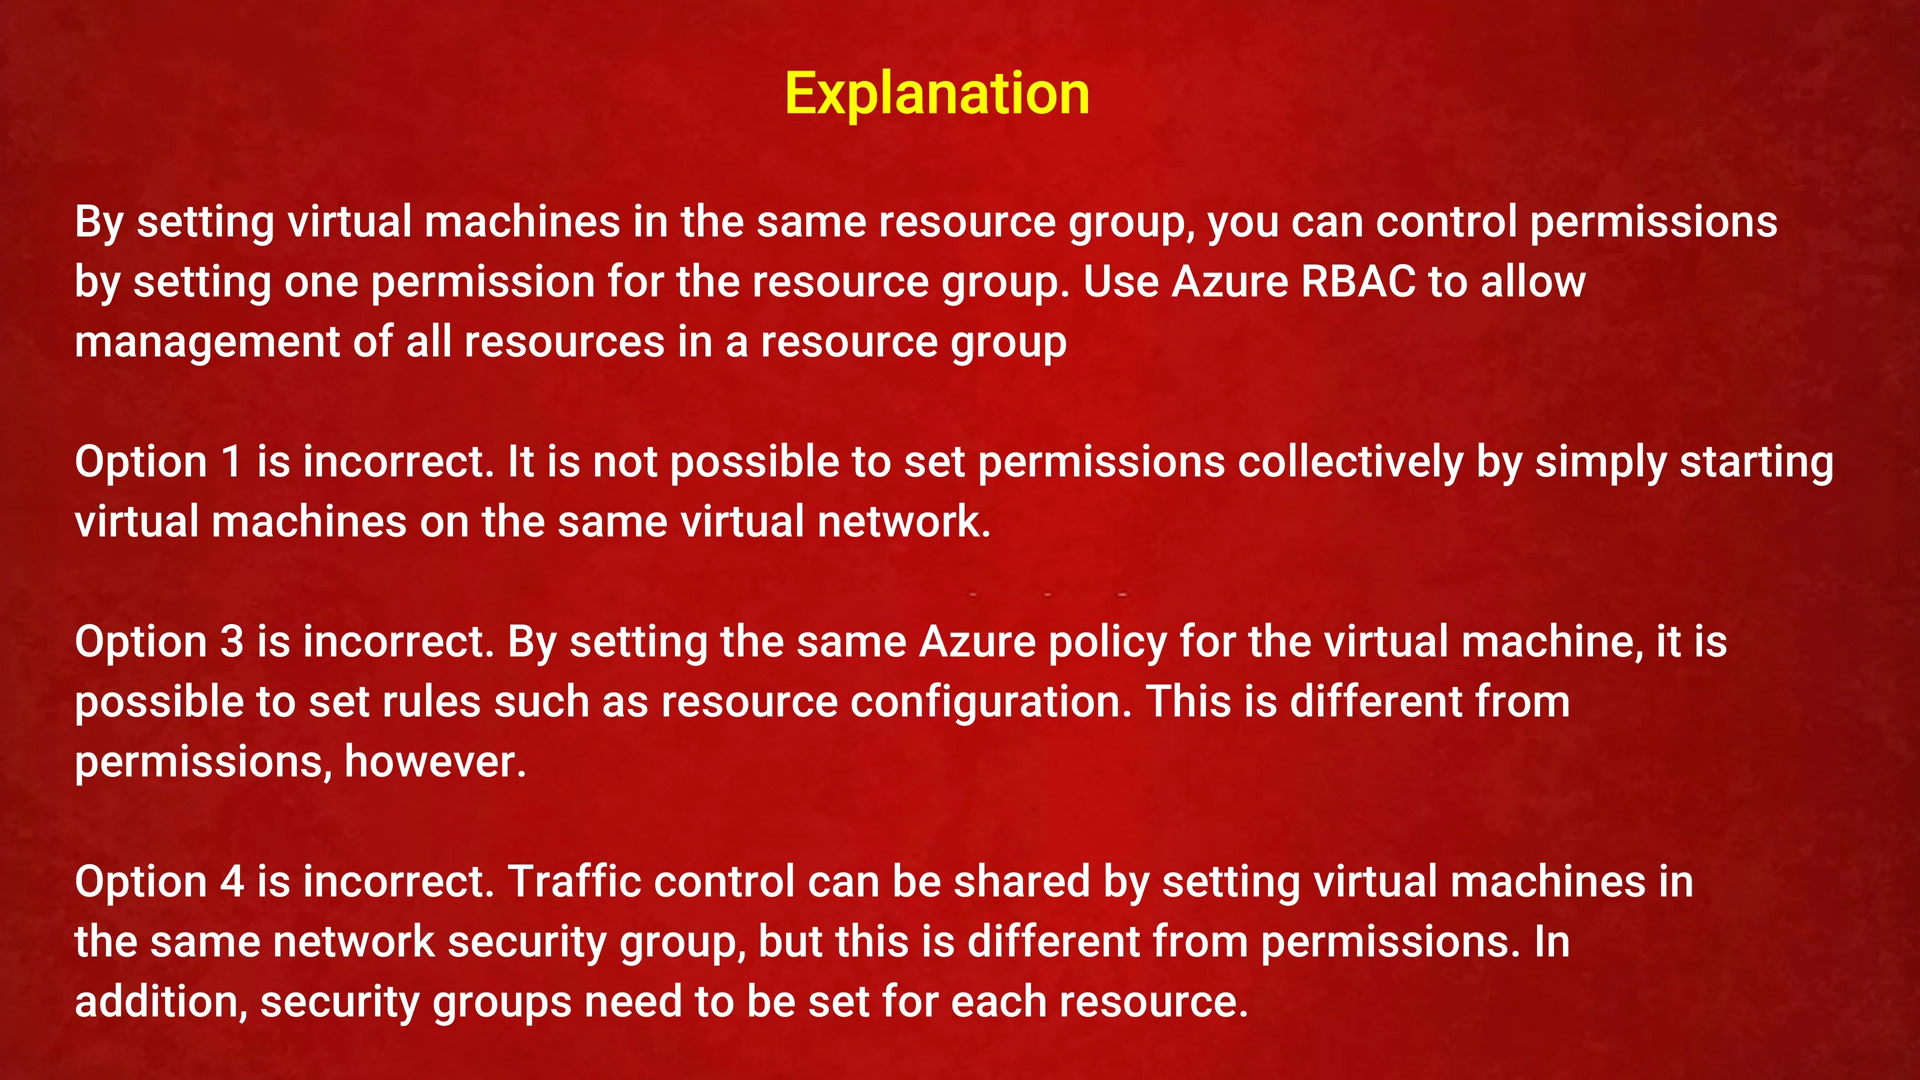 Explanation
By setting virtual machines in the same resource group, you can control permissions
by setting one permission for the resource group. Use Azure RBAC to allow
management of all resources in a resource group
Option 1 is incorrect. It is not possible to set permissions collectively by simply starting
virtual machines on the same virtual network.
Option 3 is incorrect. By setting the same Azure policy for the virtual machine, it is
possible to set rules such as resource configuration. This is different from
permissions, however.
Option 4 is incorrect. Traffic control can be shared by setting virtual machines in
the same network security group, but this is different from permissions. In
addition, security groups need to be set for each resource.